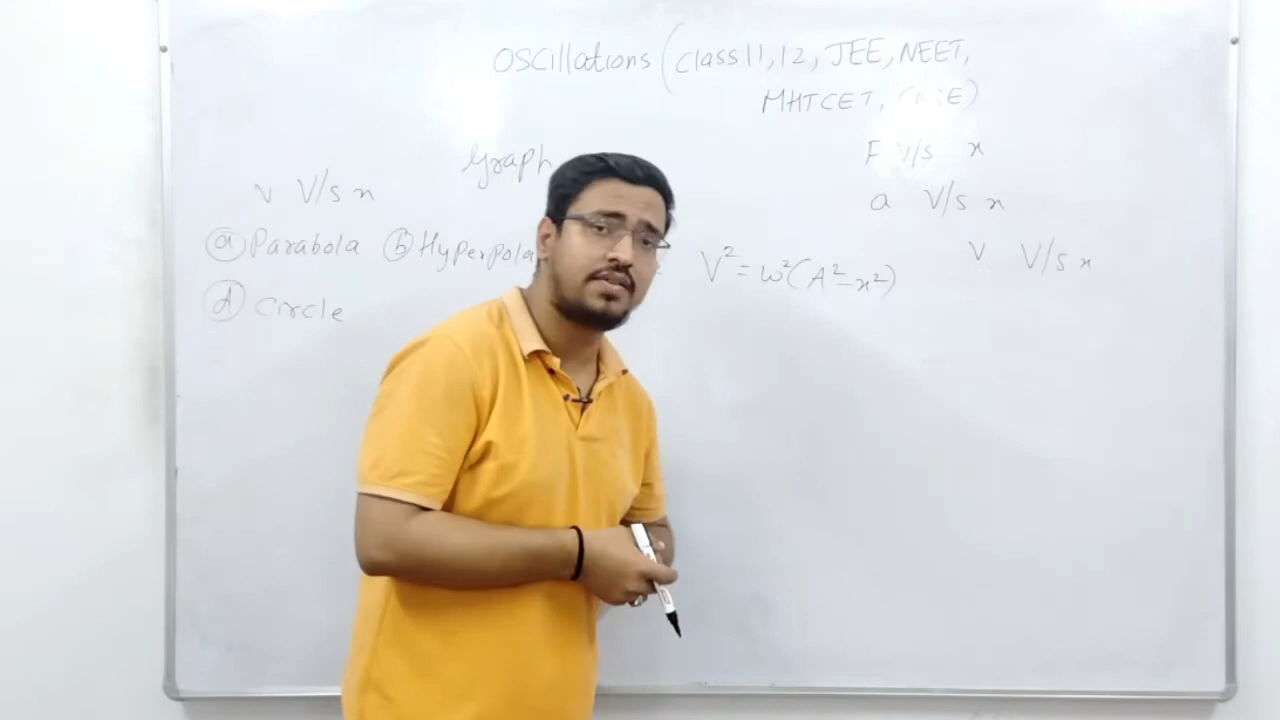 Oscillations (Class 11, 12, JEE, NEET,
MHTCET,
Graph
F V/s x
v V/s x
a V/s x
ⓐ Parabola ⓑ Hyperpola
V² = ω²(A²-x²)
v V/s x
ⓓ Circle